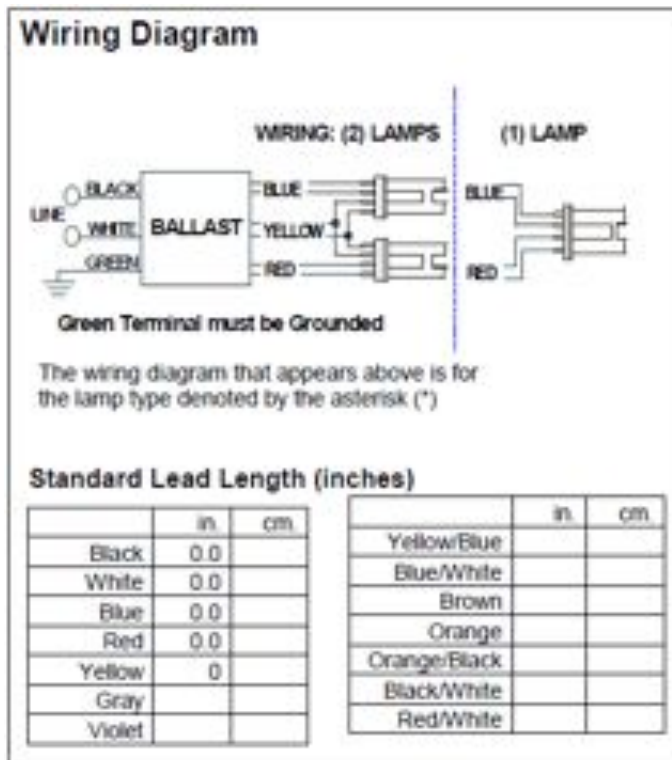 Wiring Diagram
WIRING: (2) LAMPS
(1) LAMP
LINE
BLACK
WHITE
GREEN
BALLAST
BLUE
YELLOW
RED
BLUE
RED
Green Terminal must be Grounded
The wiring diagram that appears above is for
the lamp type denoted by the asterisk (*)
Standard Lead Length (inches)
in. cm.
Black 0.0
White 0.0
Blue 0.0
Red 0.0
Yellow 0
Gray
Violet
in. cm.
Yellow/Blue
Blue/White
Brown
Orange
Orange/Black
Black/White
Red/White